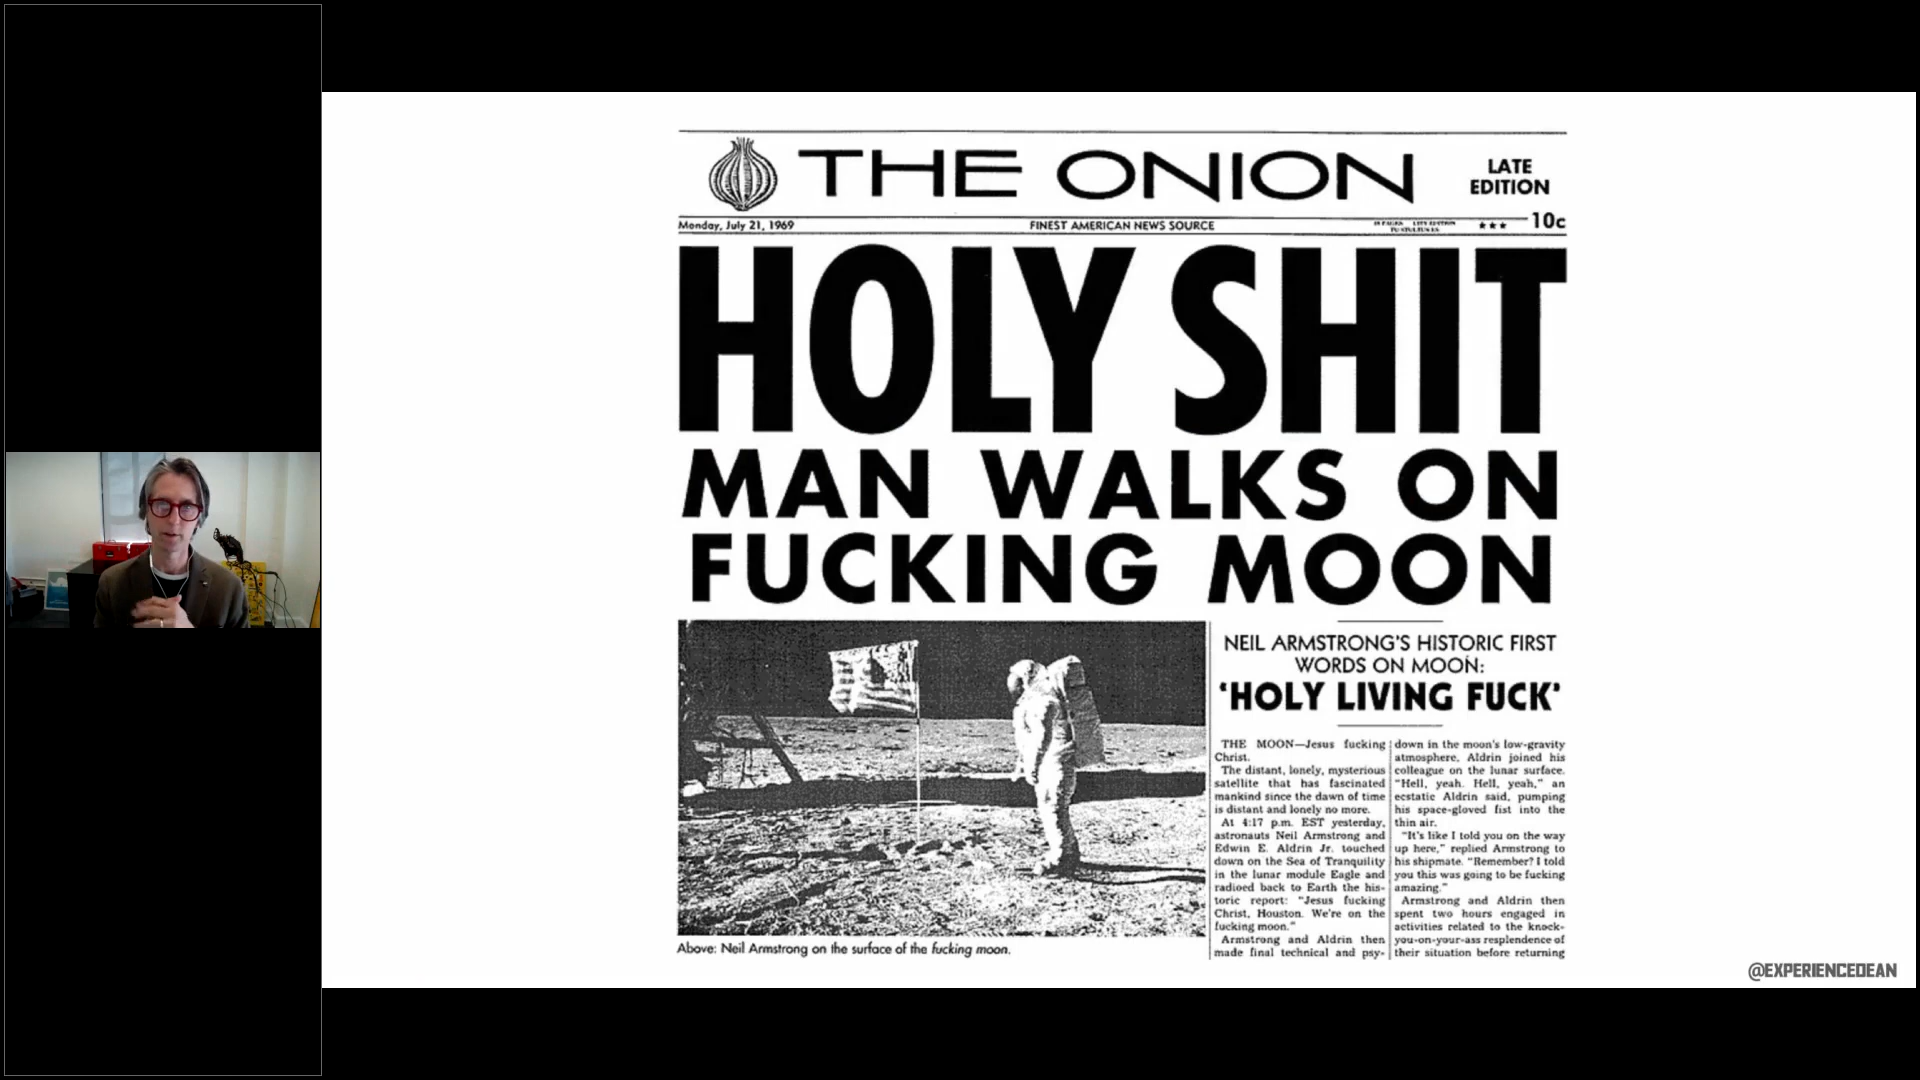 THE ONION
LATE
EDITION
Monday, July 21, 1969
FINEST AMERICAN NEWS SOURCE
10c
HOLY SHIT
MAN WALKS ON
FUCKING MOON
NEIL ARMSTRONG'S HISTORIC FIRST
WORDS ON MOON:
'HOLY LIVING FUCK'
THE MOON—Jesus fucking
Christ.
The distant, lonely, mysterious
satellite that has fascinated
mankind since the dawn of time
is distant and lonely no more.
At 4:17 p.m. EST yesterday,
astronauts Neil Armstrong and
Edwin E. Aldrin Jr. touched
down on the Sea of Tranquility
in the lunar module Eagle and
radioed back to Earth the his-
toric report: "Jesus fucking
Christ, Houston. We're on the
fucking moon."
Armstrong and Aldrin then
made final technical and psy-
down in the moon's low-gravity
atmosphere, Aldrin joined his
colleague on the lunar surface.
"Hell, yeah. Hell, yeah," an
ecstatic Aldrin said, pumping
his space-gloved fist into the
thin air.
"It's like I told you on the way
up here," replied Armstrong to
his shipmate. "Remember? I told
you this was going to be fucking
amazing."
Armstrong and Aldrin then
spent two hours engaged in
activities related to the knock-
you-on-your-ass resplendence of
their situation before returning
Above: Neil Armstrong on the surface of the fucking moon.
@EXPERIENCEDEAN